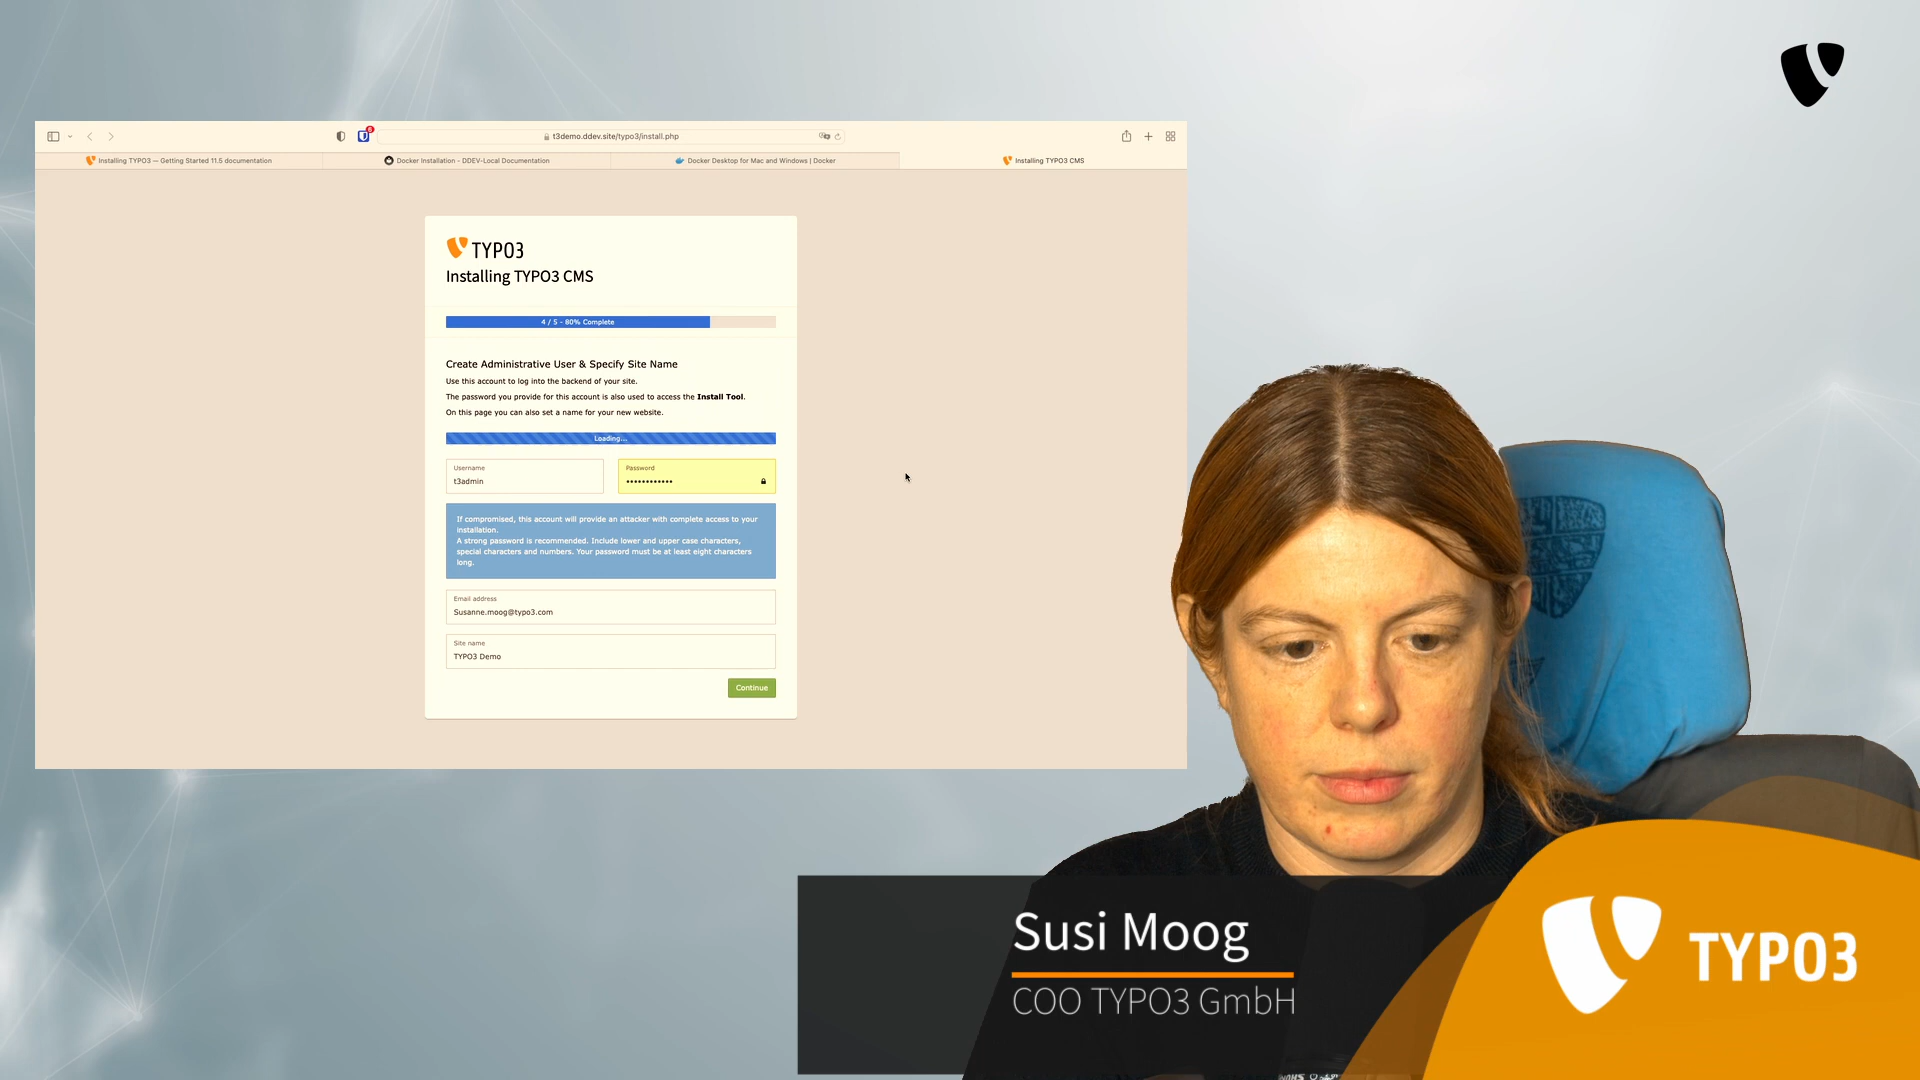 t3demo.ddev.site/typo3/install.php
Installing TYPO3 — Getting Started 11.5 documentation
Docker Installation - DDEV-Local Documentation
Docker Desktop for Mac and Windows | Docker
Installing TYPO3 CMS
TYPO3
Installing TYPO3 CMS
4 / 5 - 80% Complete
Create Administrative User & Specify Site Name
Use this account to log into the backend of your site.
The password you provide for this account is also used to access the Install Tool.
On this page you can also set a name for your new website.
Loading...
Username
t3admin
Password
If compromised, this account will provide an attacker with complete access to your
installation.
A strong password is recommended. Include lower and upper case characters,
special characters and numbers. Your password must be at least eight characters
long.
Email address
Susanne.moog@typo3.com
Site name
TYPO3 Demo
Continue
Susi Moog
COO TYPO3 GmbH
TYPO3